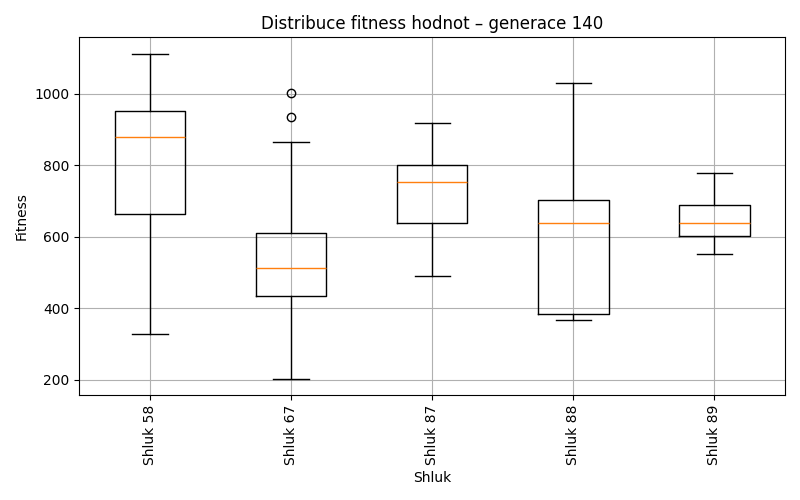 Distribuce fitness hodnot – generace 140
Fitness
1000
800
600
400
200
Shluk 58
Shluk 67
Shluk 87
Shluk 88
Shluk 89
Shluk